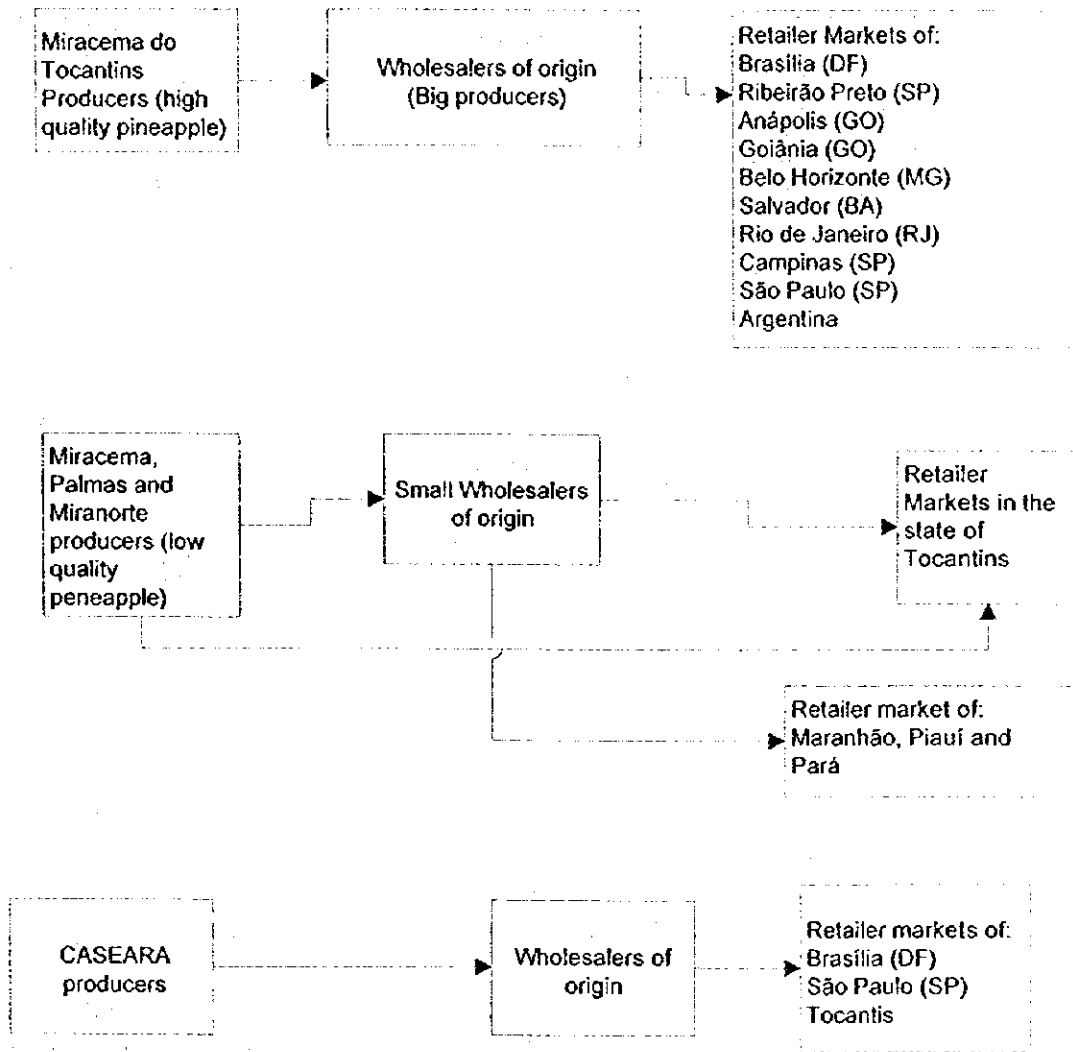 Miracema do
Tocantins
Producers (high
quality pineapple)
Wholesalers of origin
(Big producers)
Retailer Markets of:
Brasília (DF)
Ribeirão Preto (SP)
Anápolis (GO)
Goiânia (GO)
Belo Horizonte (MG)
Salvador (BA)
Rio de Janeiro (RJ)
Campinas (SP)
São Paulo (SP)
Argentina
Miracema,
Palmas and
Miranorte
producers (low
quality
peneapple)
Small Wholesalers
of origin
Retailer
Markets in the
state of
Tocantins
Retailer market of:
Maranhão, Piauí and
Pará
CASEARA
producers
Wholesalers of
origin
Retailer markets of:
Brasília (DF)
São Paulo (SP)
Tocantis